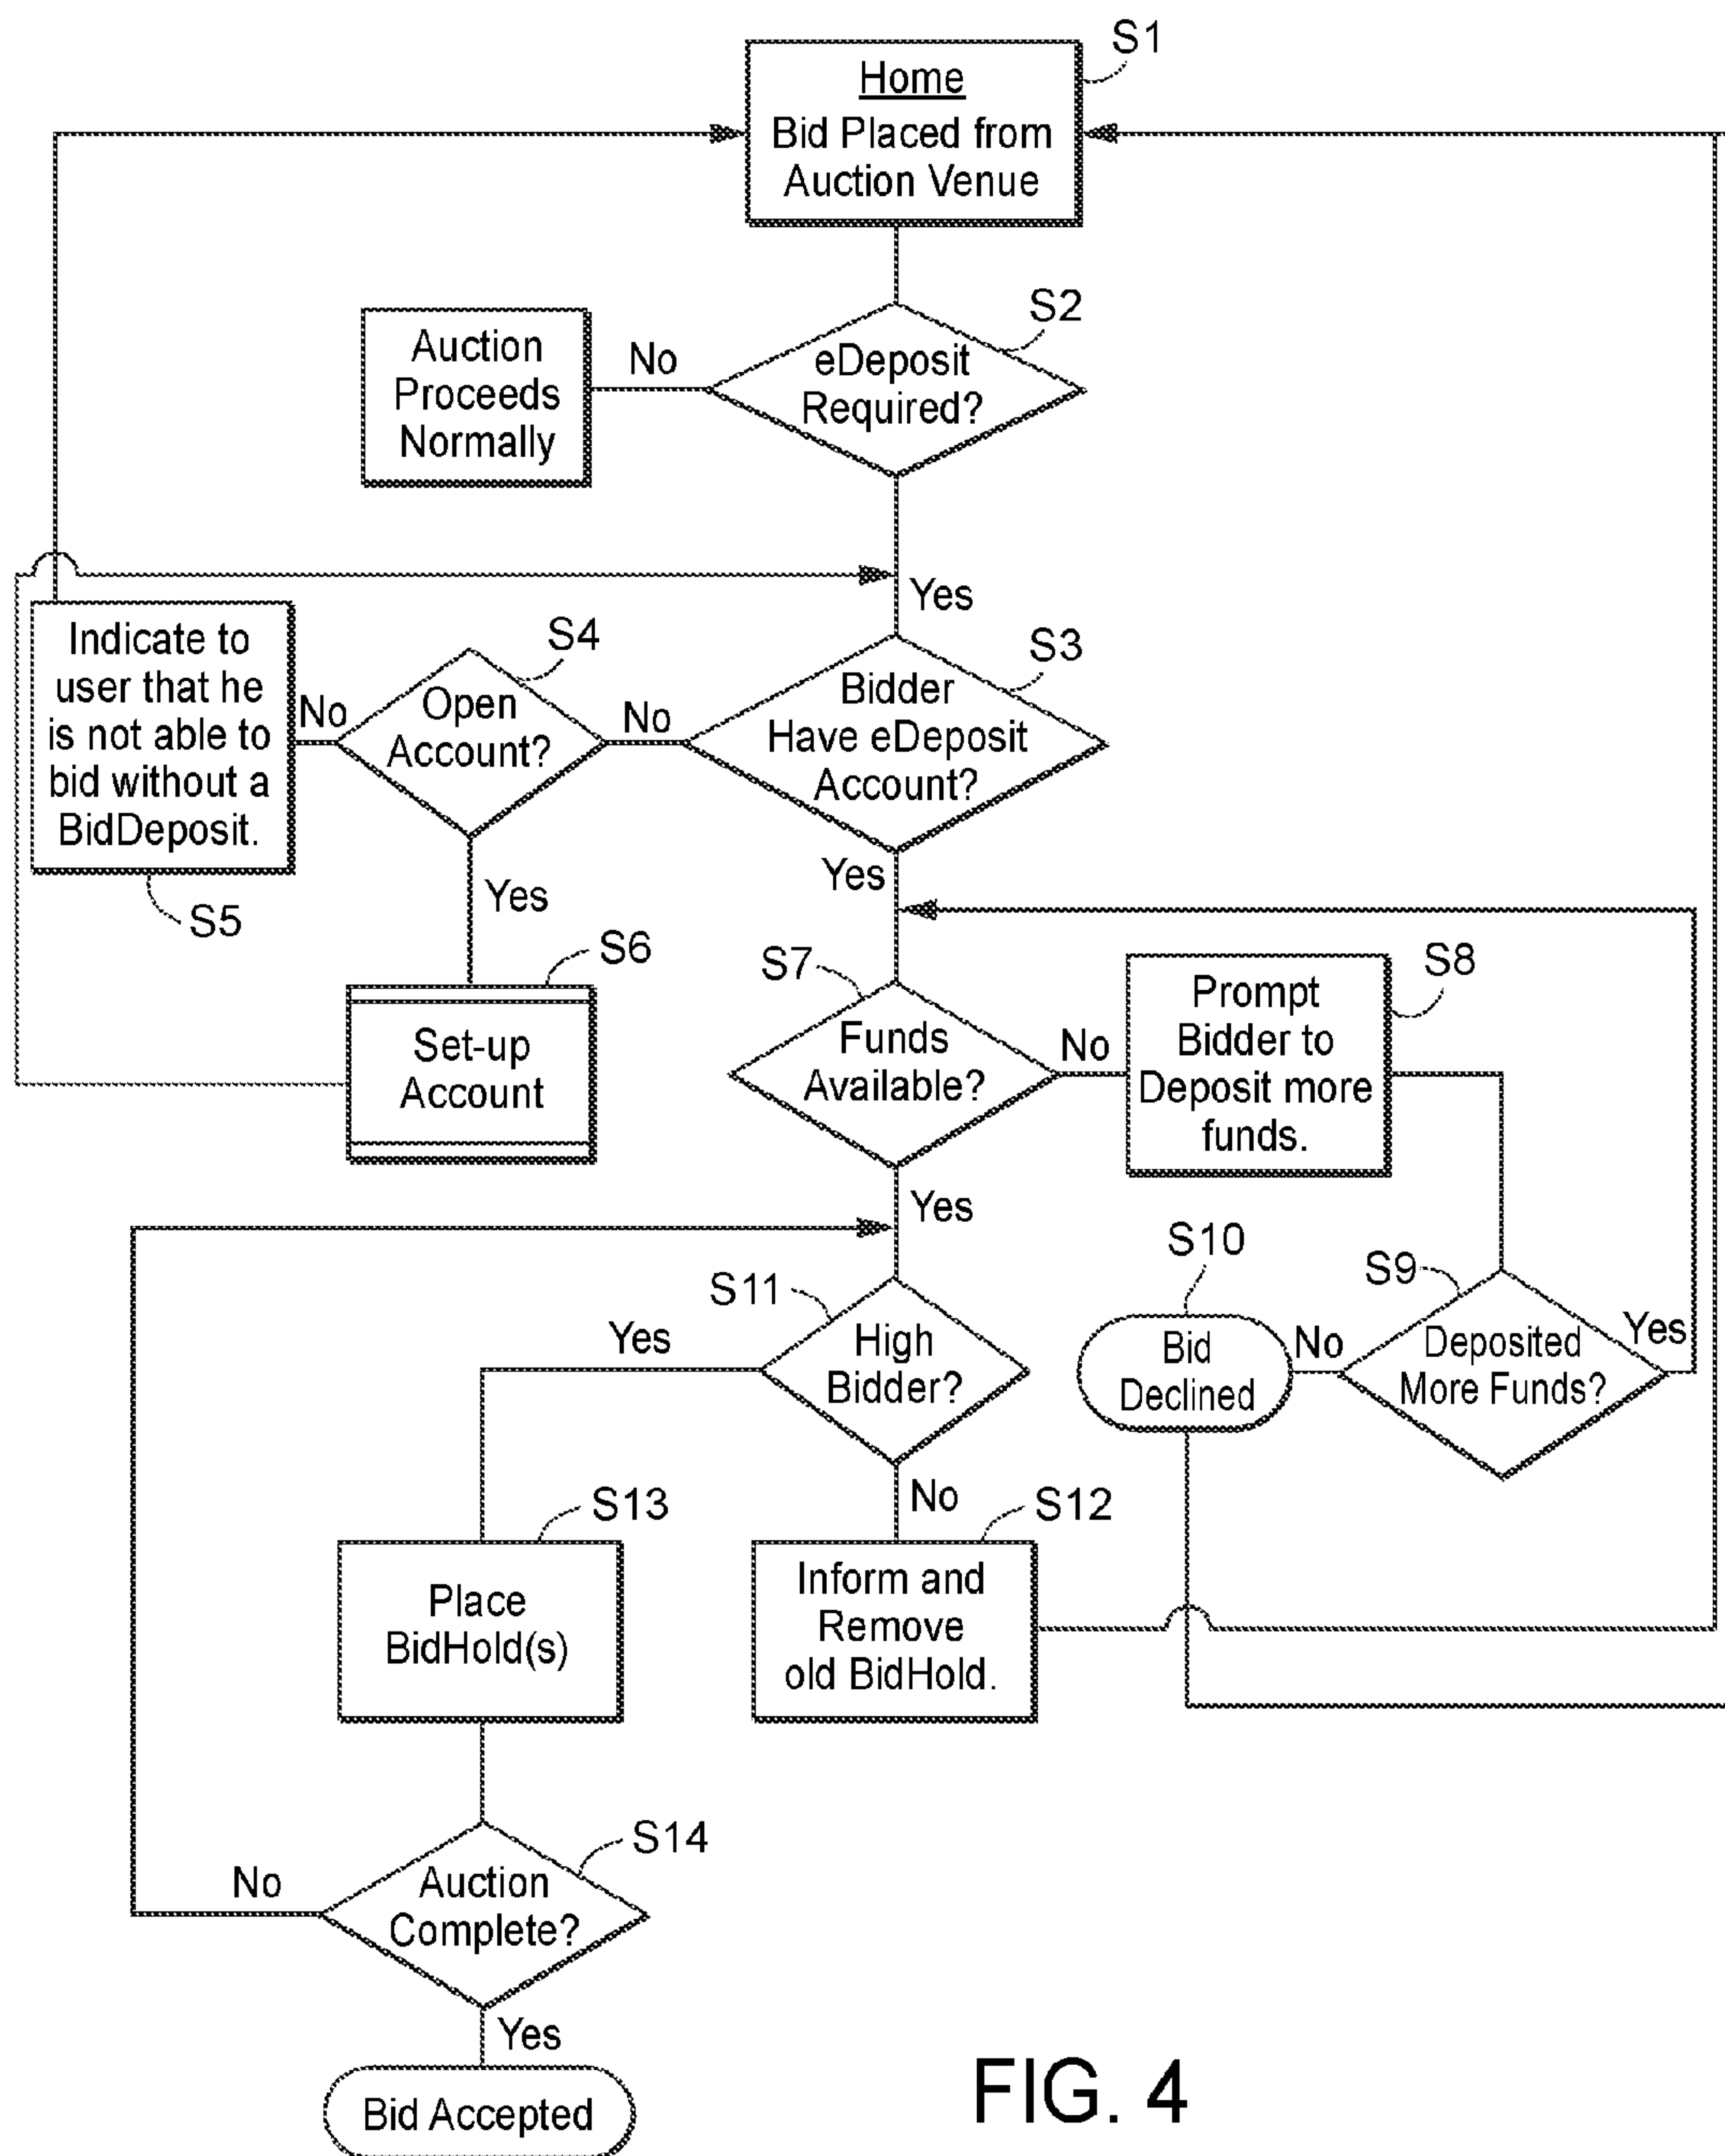 S1
Home
Bid Placed from
Auction Venue
S2
eDeposit
Required?
No
Auction
Proceeds
Normally
Yes
S3
Bidder
Have eDeposit
Account?
No
S4
Open
Account?
No
Indicate to
user that he
is not able to
bid without a
BidDeposit.
S5
Yes
S6
Set-up
Account
Yes
S7
Funds
Available?
No
S8
Prompt
Bidder to
Deposit more
funds.
S9
Deposited
More Funds?
Yes
No
S10
Bid
Declined
Yes
S11
High
Bidder?
Yes
No
S12
Inform and
Remove
old BidHold.
S13
Place
BidHold(s)
S14
Auction
Complete?
No
Yes
Bid Accepted
FIG. 4